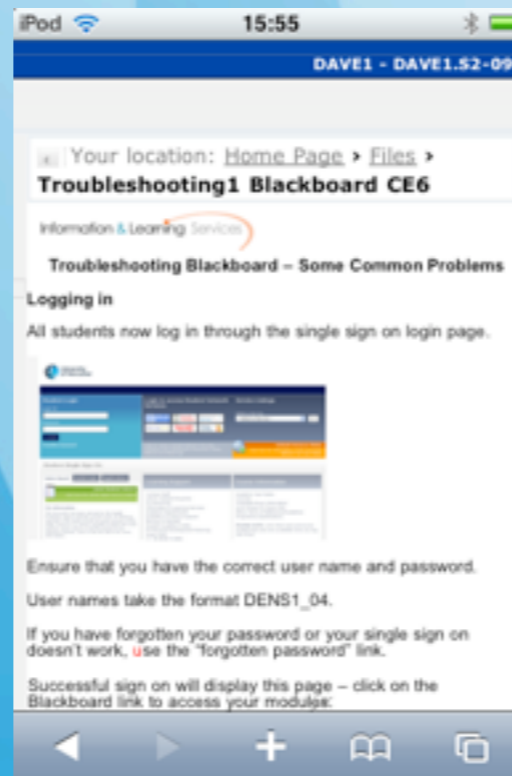 iPod 15:55
DAVE1 - DAVE1.S2-09
Your location: Home Page › Files ›
Troubleshooting1 Blackboard CE6
Information & Learning Services
Troubleshooting Blackboard – Some Common Problems
Logging in
All students now log in through the single sign on login page.
Ensure that you have the correct user name and password.
User names take the format DENS1_04.
If you have forgotten your password or your single sign on
doesn't work, use the "forgotten password" link.
Successful sign on will display this page – click on the
Blackboard link to access your modules: